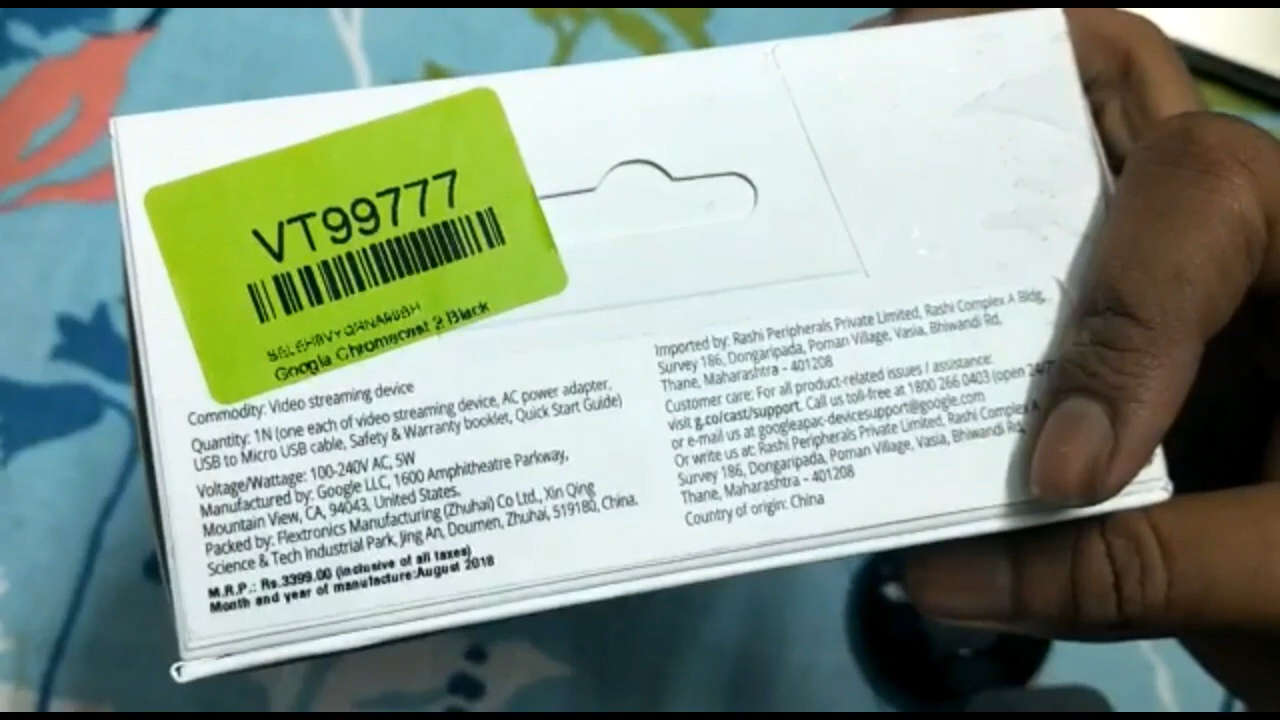 VT99777
Google Chromecast 2 Black
Commodity: Video streaming device
Quantity: 1N (one each of video streaming device, AC power adapter,
USB to Micro USB cable, Safety & Warranty booklet, Quick Start Guide)
Voltage/Wattage: 100-240V AC, 5W
Manufactured by: Google LLC, 1600 Amphitheatre Parkway,
Mountain View, CA, 94043, United States.
Packed by: Flextronics Manufacturing (Zhuhai) Co Ltd., Xin Qing
Science & Tech Industrial Park, Jing An, Doumen, Zhuhai, 519180, China.
M.R.P.: Rs.3399.00 (inclusive of all taxes)
Month and year of manufacture:August 2018
Imported by: Rashi Peripherals Private Limited, Rashi Complex A Bldg,
Survey 186, Dongaripada, Poman Village, Vasia, Bhiwandi Rd,
Thane, Maharashtra – 401208
Customer care: For all product-related issues / assistance:
visit g.co/cast/support. Call us toll-free at 1800 266 0403 (open
or e-mail us at googleapac-devicesupport@google.com
Or write us at: Rashi Peripherals Private Limited, Rashi Complex A
Survey 186, Dongaripada, Poman Village, Vasia, Bhiwandi Rd,
Thane, Maharashtra – 401208
Country of origin: China